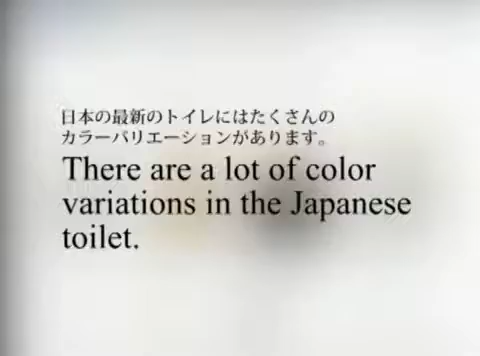 日本の最新のトイレにはたくさんの
カラーバリエーションがあります。
There are a lot of color
variations in the Japanese
toilet.